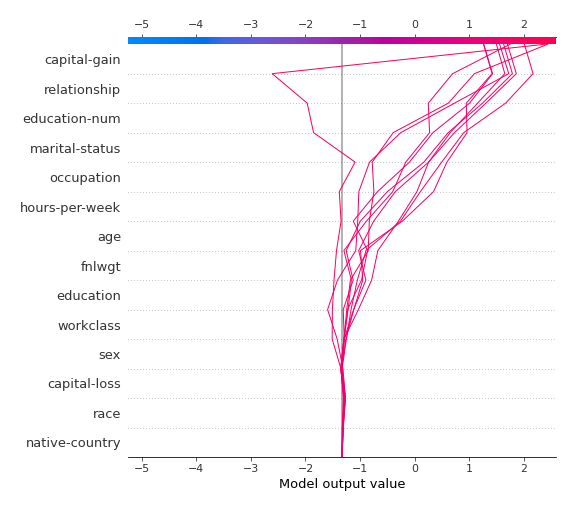 −5 −4 −3 −2 −1 0 1 2
capital-gain
relationship
education-num
marital-status
occupation
hours-per-week
age
fnlwgt
education
workclass
sex
capital-loss
race
native-country
−5 −4 −3 −2 −1 0 1 2
Model output value